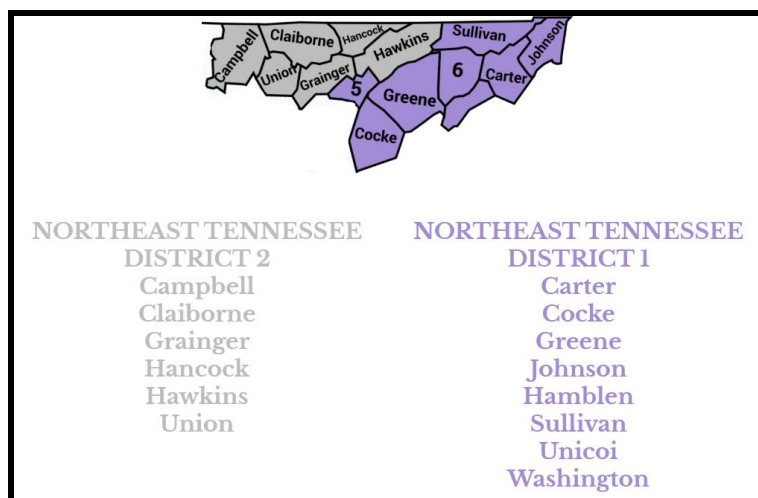 Sullivan
Hancock
Johnson
Claiborne
Hawkins
Campbell
Union
Grainger
5
6
Carter
Greene
Cocke
NORTHEAST TENNESSEE
DISTRICT 2
Campbell
Claiborne
Grainger
Hancock
Hawkins
Union
NORTHEAST TENNESSEE
DISTRICT 1
Carter
Cocke
Greene
Johnson
Hamblen
Sullivan
Unicoi
Washington